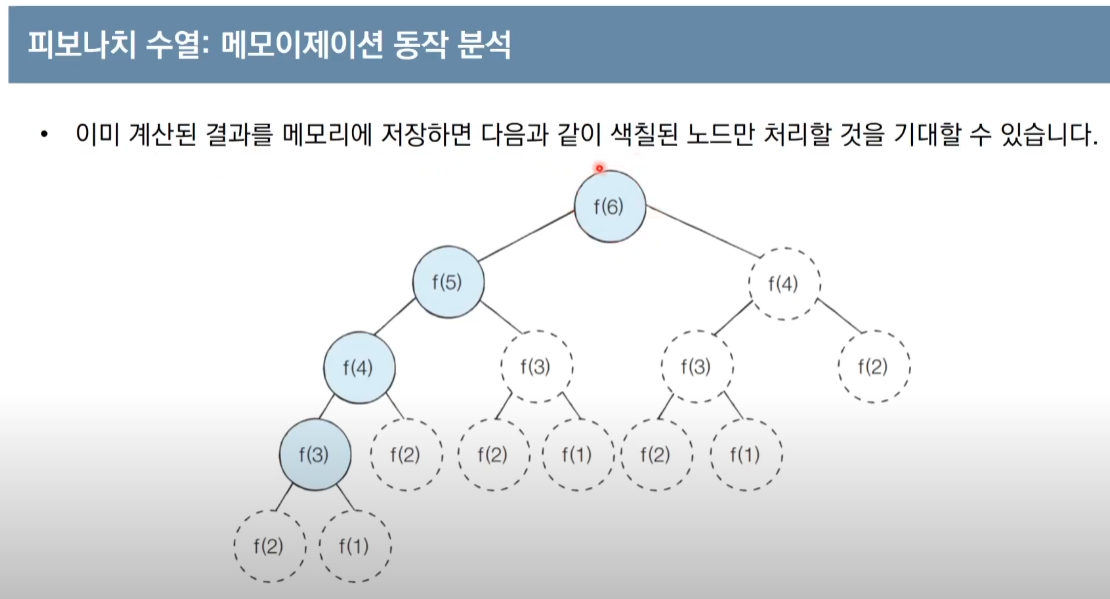 피보나치 수열: 메모이제이션 동작 분석
• 이미 계산된 결과를 메모리에 저장하면 다음과 같이 색칠된 노드만 처리할 것을 기대할 수 있습니다.
f(6)
f(5) f(4)
f(4) f(3) f(3) f(2)
f(3) f(2) f(2) f(1) f(2) f(1)
f(2) f(1)